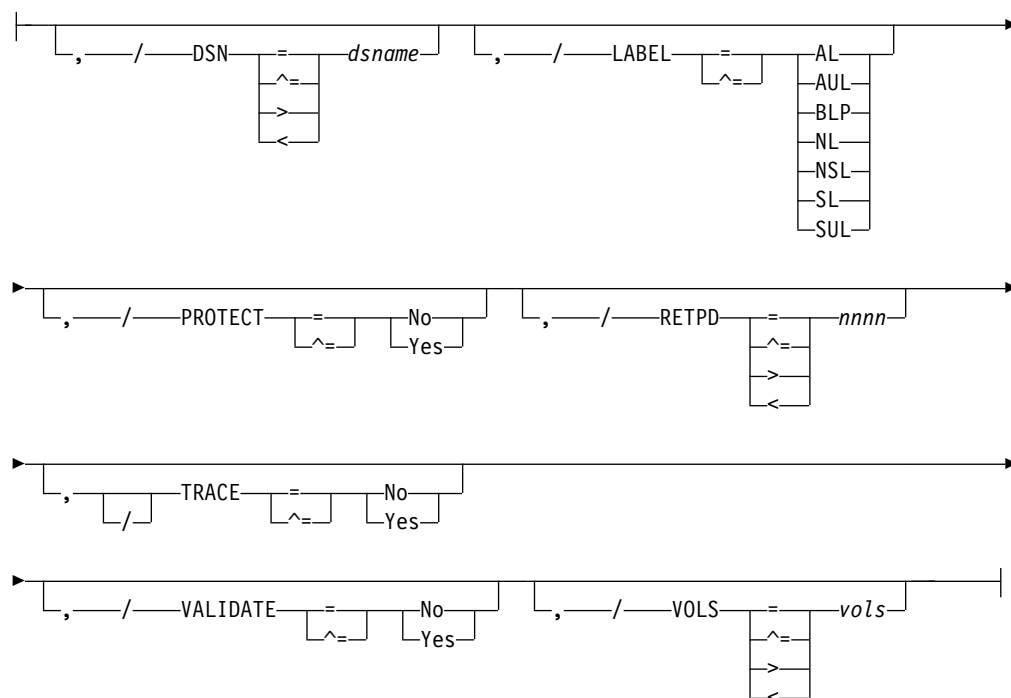 , / DSN = dsname , / LABEL = AL
^= ^= AUL
> BLP
< NL
NSL
SL
SUL
, / PROTECT = No , / RETPD = nnnn
^= Yes ^=
>
<
, TRACE = No
/ ^= Yes
, / VALIDATE = No , / VOLS = vols
^= Yes ^=
>
<